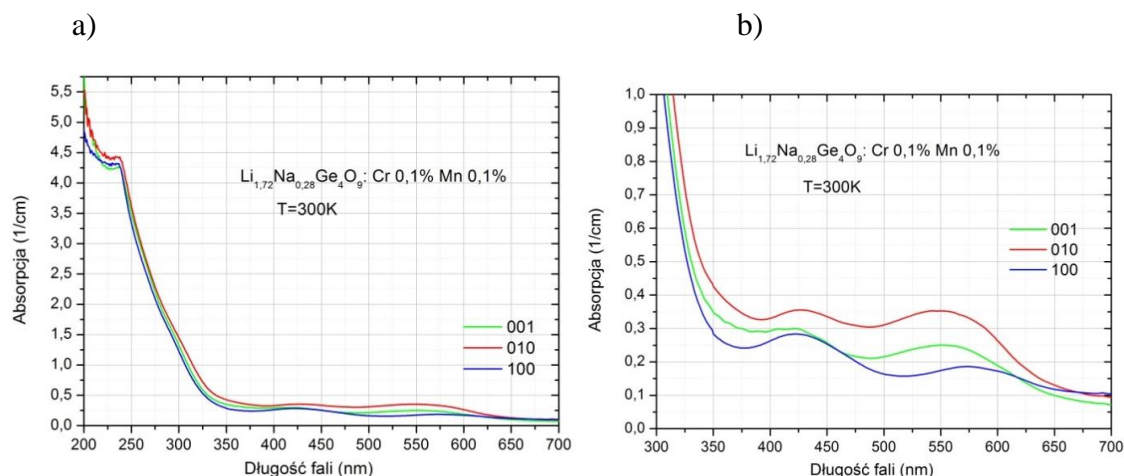 a)
b)
5,5
5,0
4,5
4,0
3,5
3,0
2,5
2,0
1,5
1,0
0,5
0,0
Absorpcja (1/cm)
Li1,72Na0,28Ge4O9: Cr 0,1% Mn 0,1%
T=300K
001
010
100
200 250 300 350 400 450 500 550 600 650 700
Długość fali (nm)
1,0
0,9
0,8
0,7
0,6
0,5
0,4
0,3
0,2
0,1
0,0
Absorpcja (1/cm)
Li1,72Na0,28Ge4O9: Cr 0,1% Mn 0,1%
T=300K
001
010
100
300 350 400 450 500 550 600 650 700
Długość fali (nm)